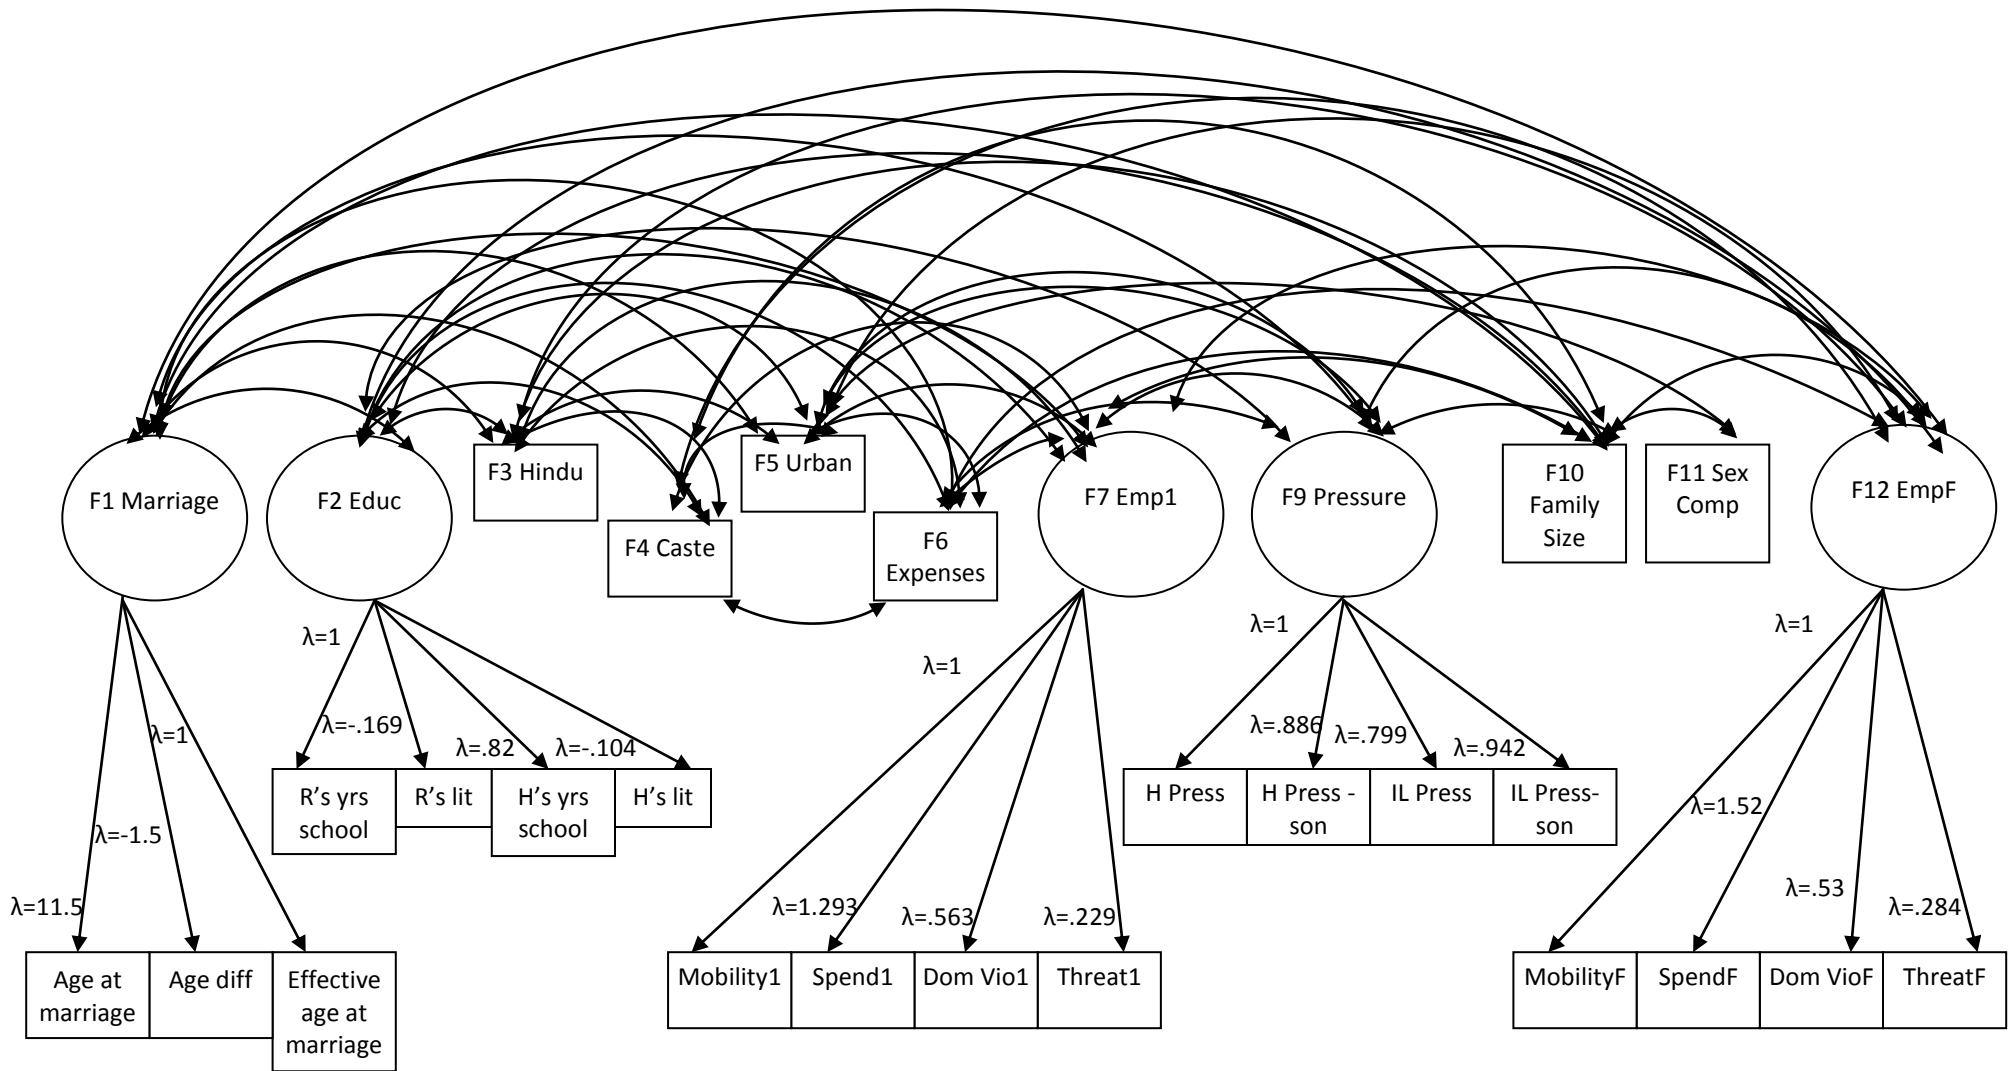 F1 Marriage
F2 Educ
F3 Hindu
F4 Caste
F5 Urban
F6
Expenses
F7 Emp1
F9 Pressure
F10
Family
Size
F11 Sex
Comp
F12 EmpF
λ=11.5
λ=-1.5
λ=1
λ=1
λ=-.169
λ=.82
λ=-.104
λ=1
λ=1.293
λ=.563
λ=.229
λ=1
λ=.886
λ=.799
λ=.942
λ=1
λ=1.52
λ=.53
λ=.284
R’s yrs
school
R’s lit
H’s yrs
school
H’s lit
H Press
H Press -
son
IL Press
IL Press-
son
Age at
marriage
Age diff
Effective
age at
marriage
Mobility1
Spend1
Dom Vio1
Threat1
MobilityF
SpendF
Dom VioF
ThreatF